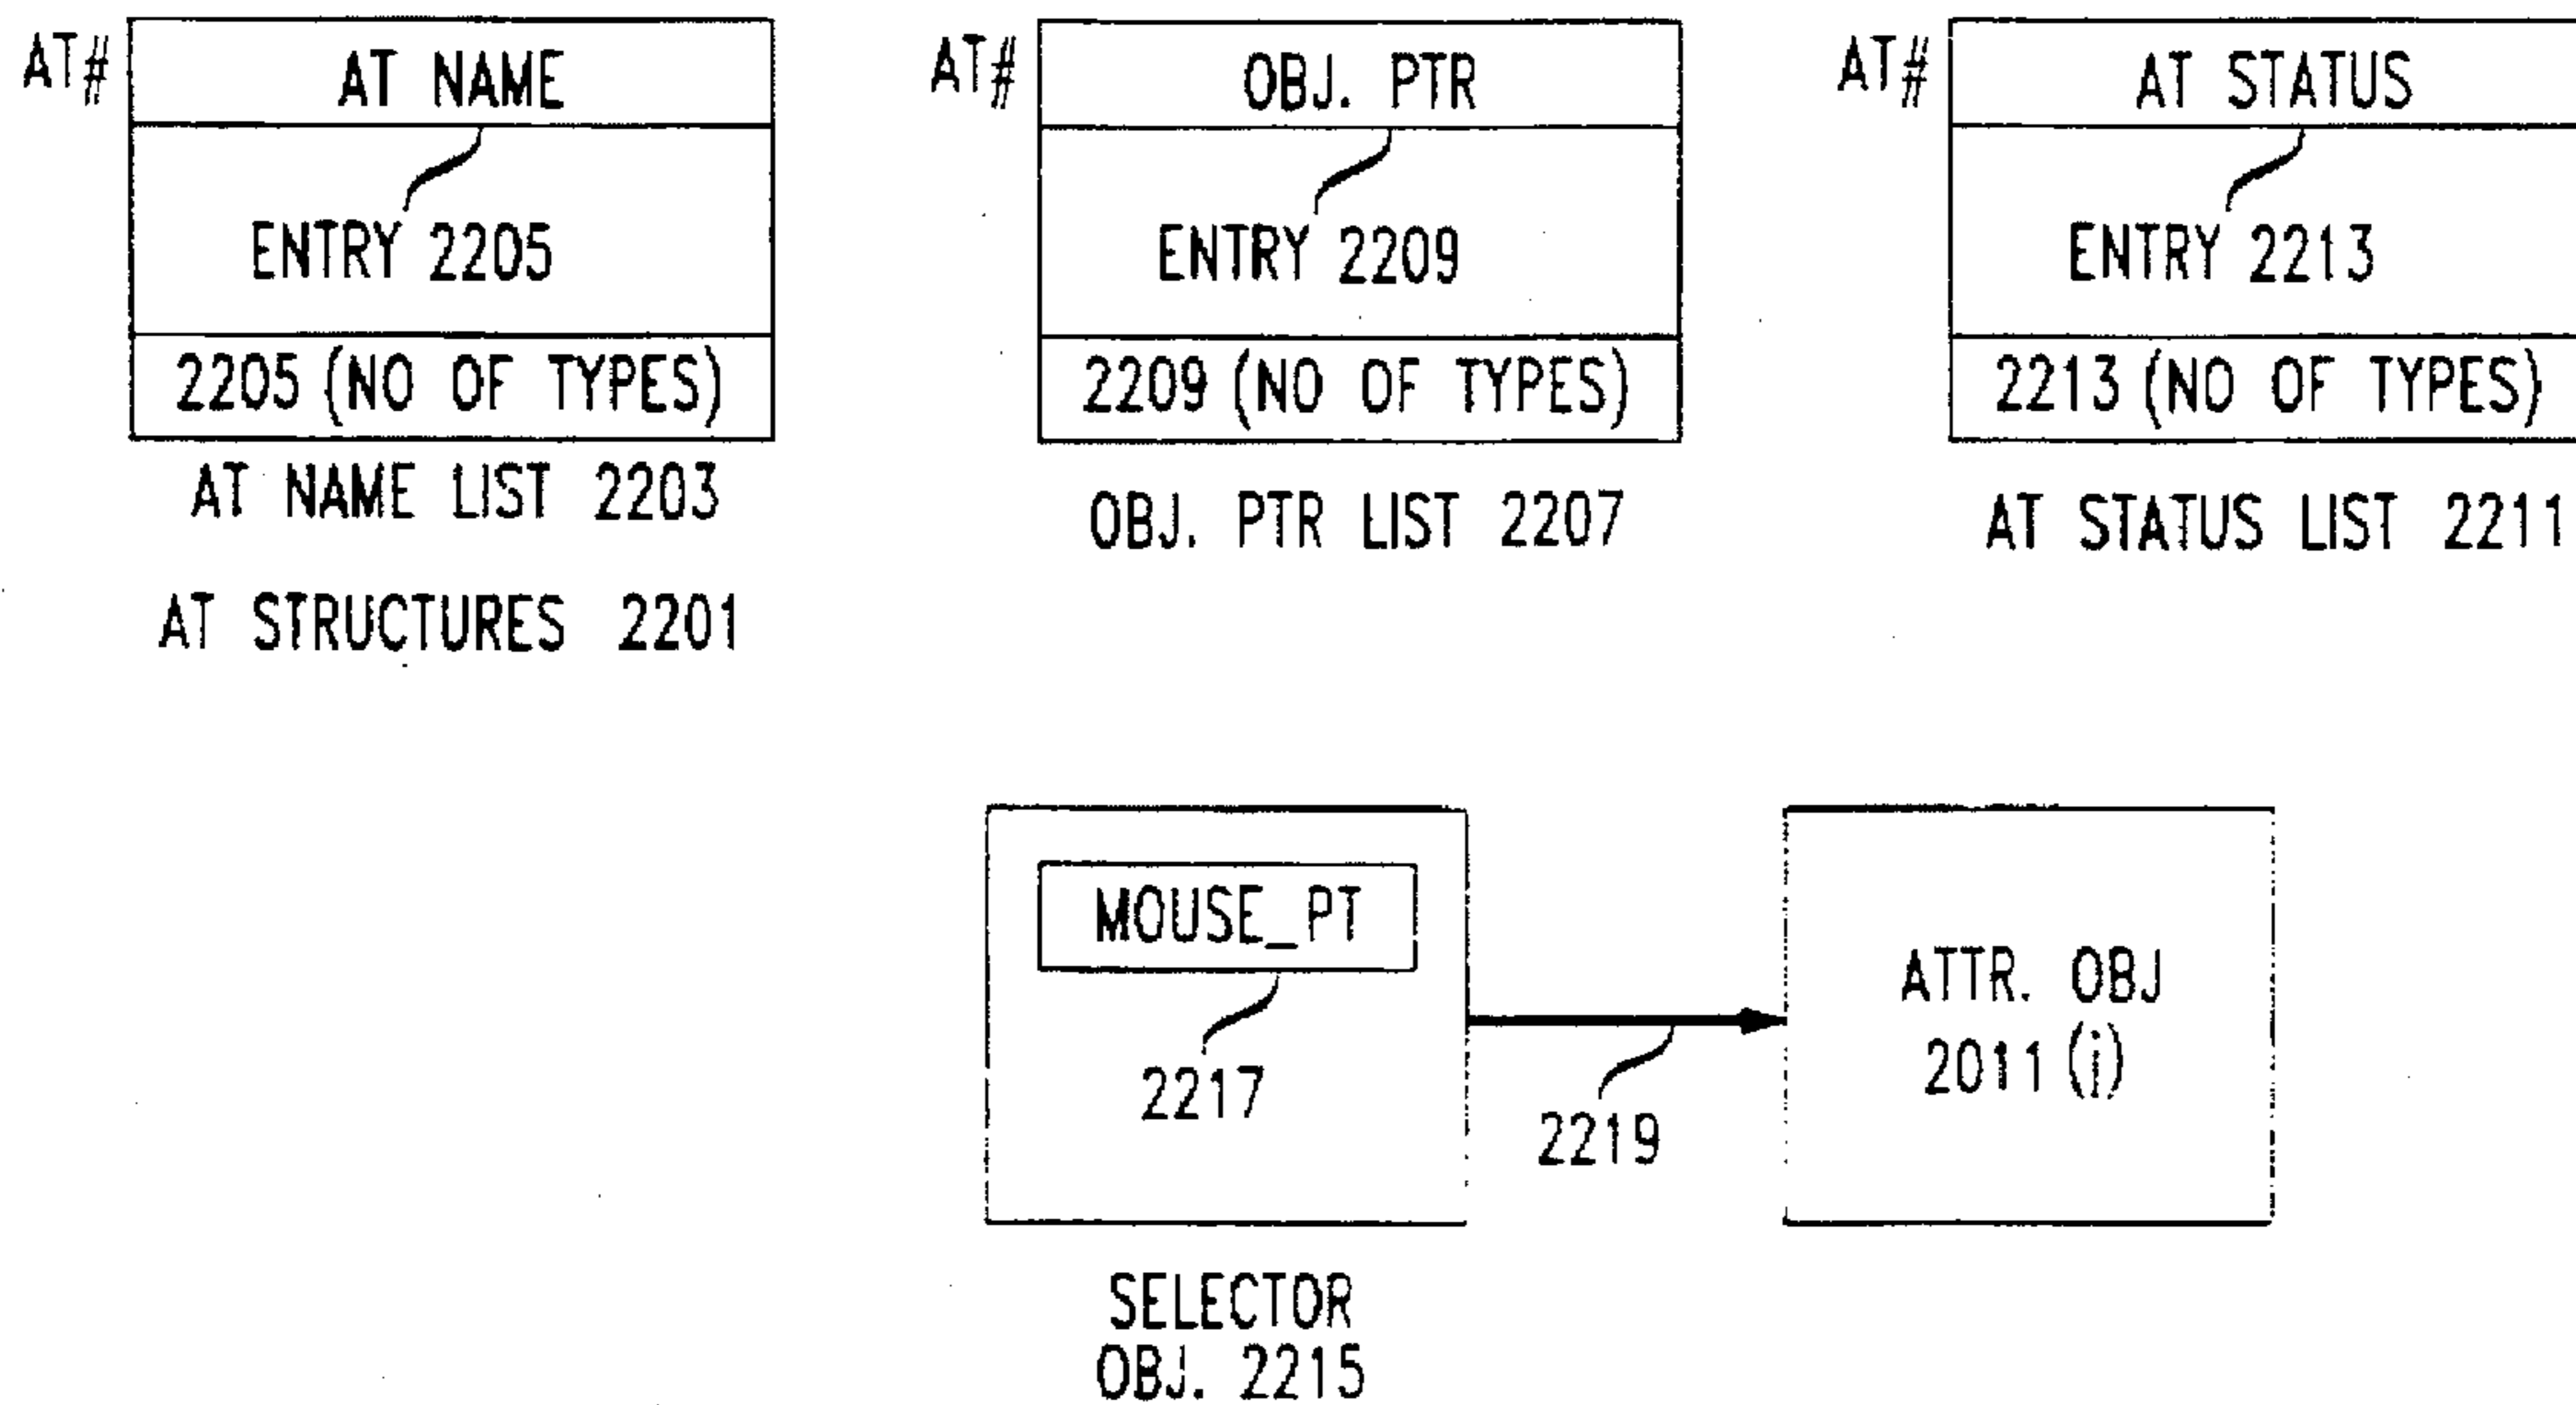 AT# AT NAME
ENTRY 2205
2205 (NO OF TYPES)
AT NAME LIST 2203
AT STRUCTURES 2201
AT# OBJ. PTR
ENTRY 2209
2209 (NO OF TYPES)
OBJ. PTR LIST 2207
AT# AT STATUS
ENTRY 2213
2213 (NO OF TYPES)
AT STATUS LIST 2211
MOUSE_PT
2217
SELECTOR
OBJ. 2215
2219
ATTR. OBJ
2011 (i)